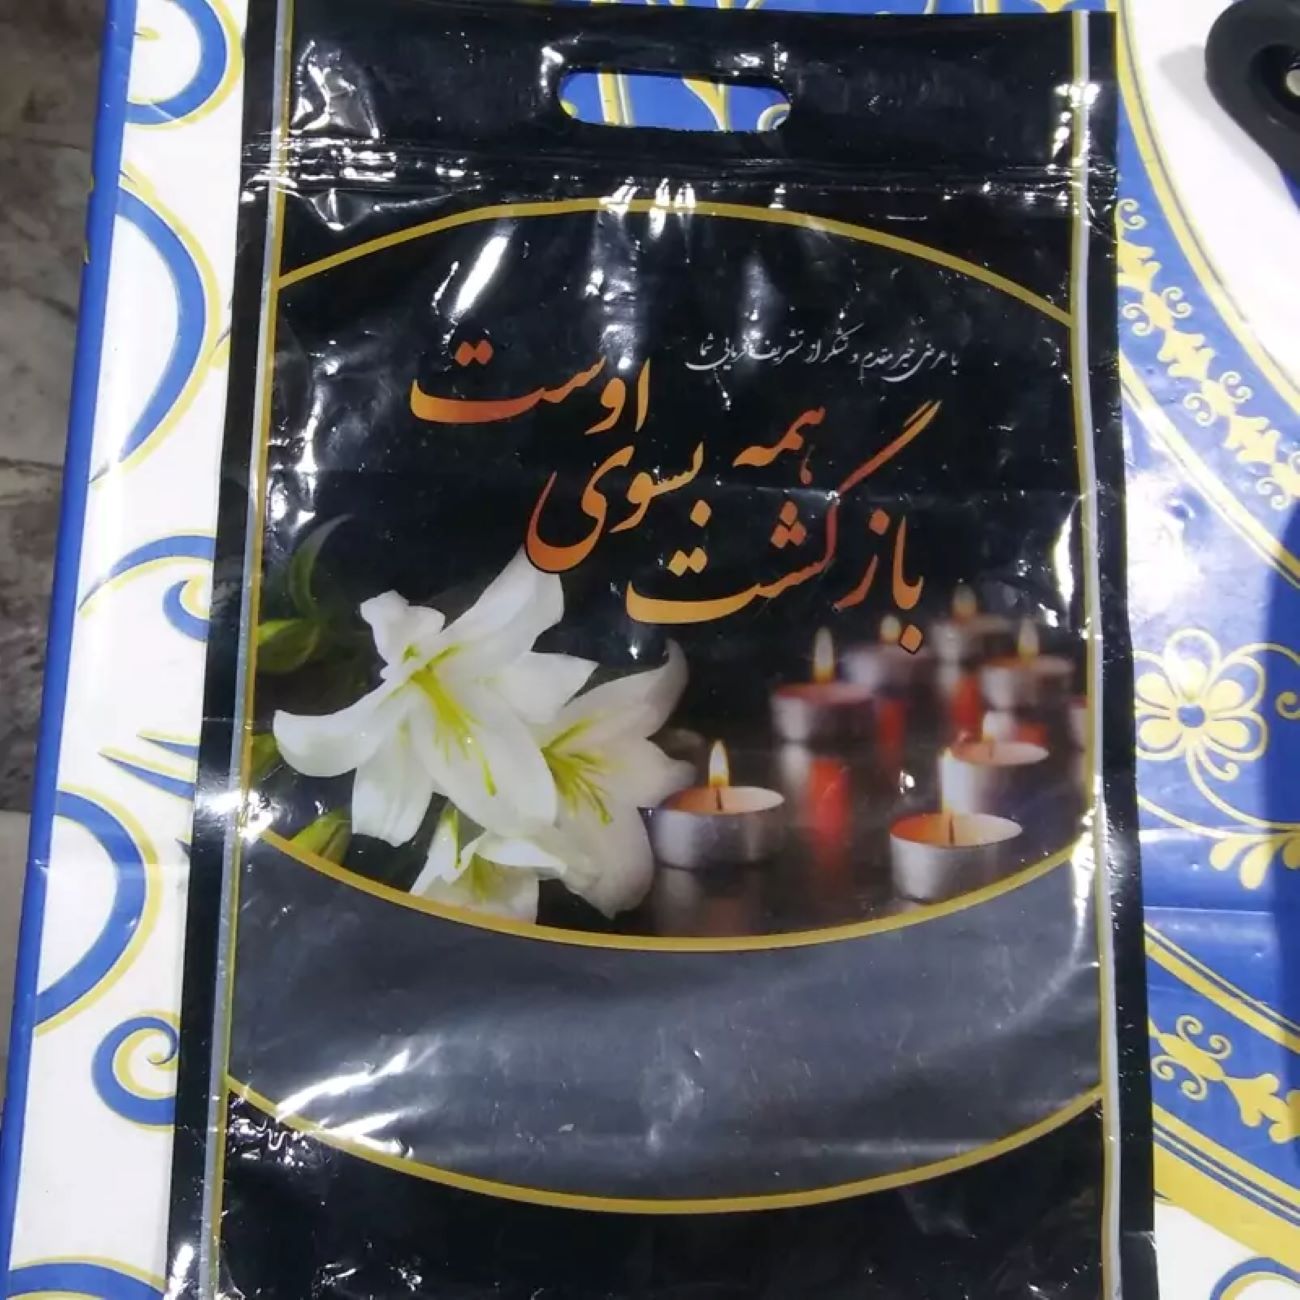 با عرض خیر مقدم و تشکر از تشریف فرمایی شما
بازگشت همه بسوی اوست